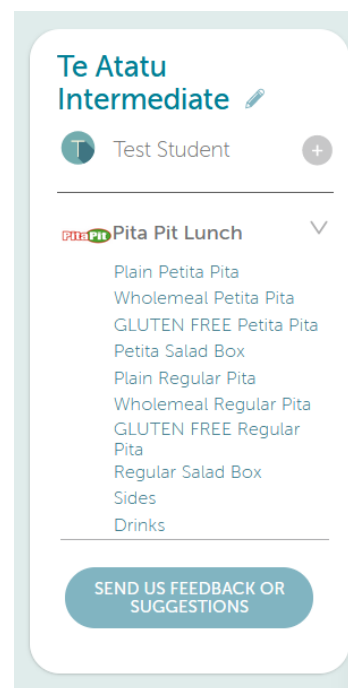 Te Atatu
Intermediate
T Test Student +
PitaPit Pita Pit Lunch
Plain Petita Pita
Wholemeal Petita Pita
GLUTEN FREE Petita Pita
Petita Salad Box
Plain Regular Pita
Wholemeal Regular Pita
GLUTEN FREE Regular
Pita
Regular Salad Box
Sides
Drinks
SEND US FEEDBACK OR
SUGGESTIONS